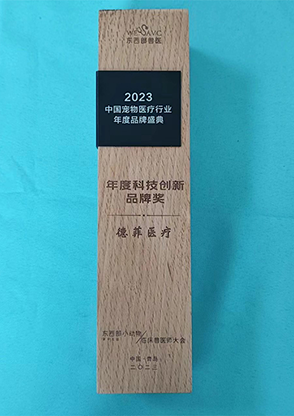 东西部兽医
2023
中国宠物医疗行业
年度品牌盛典
年度科技创新
品牌奖
德菲医疗
东西部小动物
临床兽医师大会
中国·青岛
二〇二三